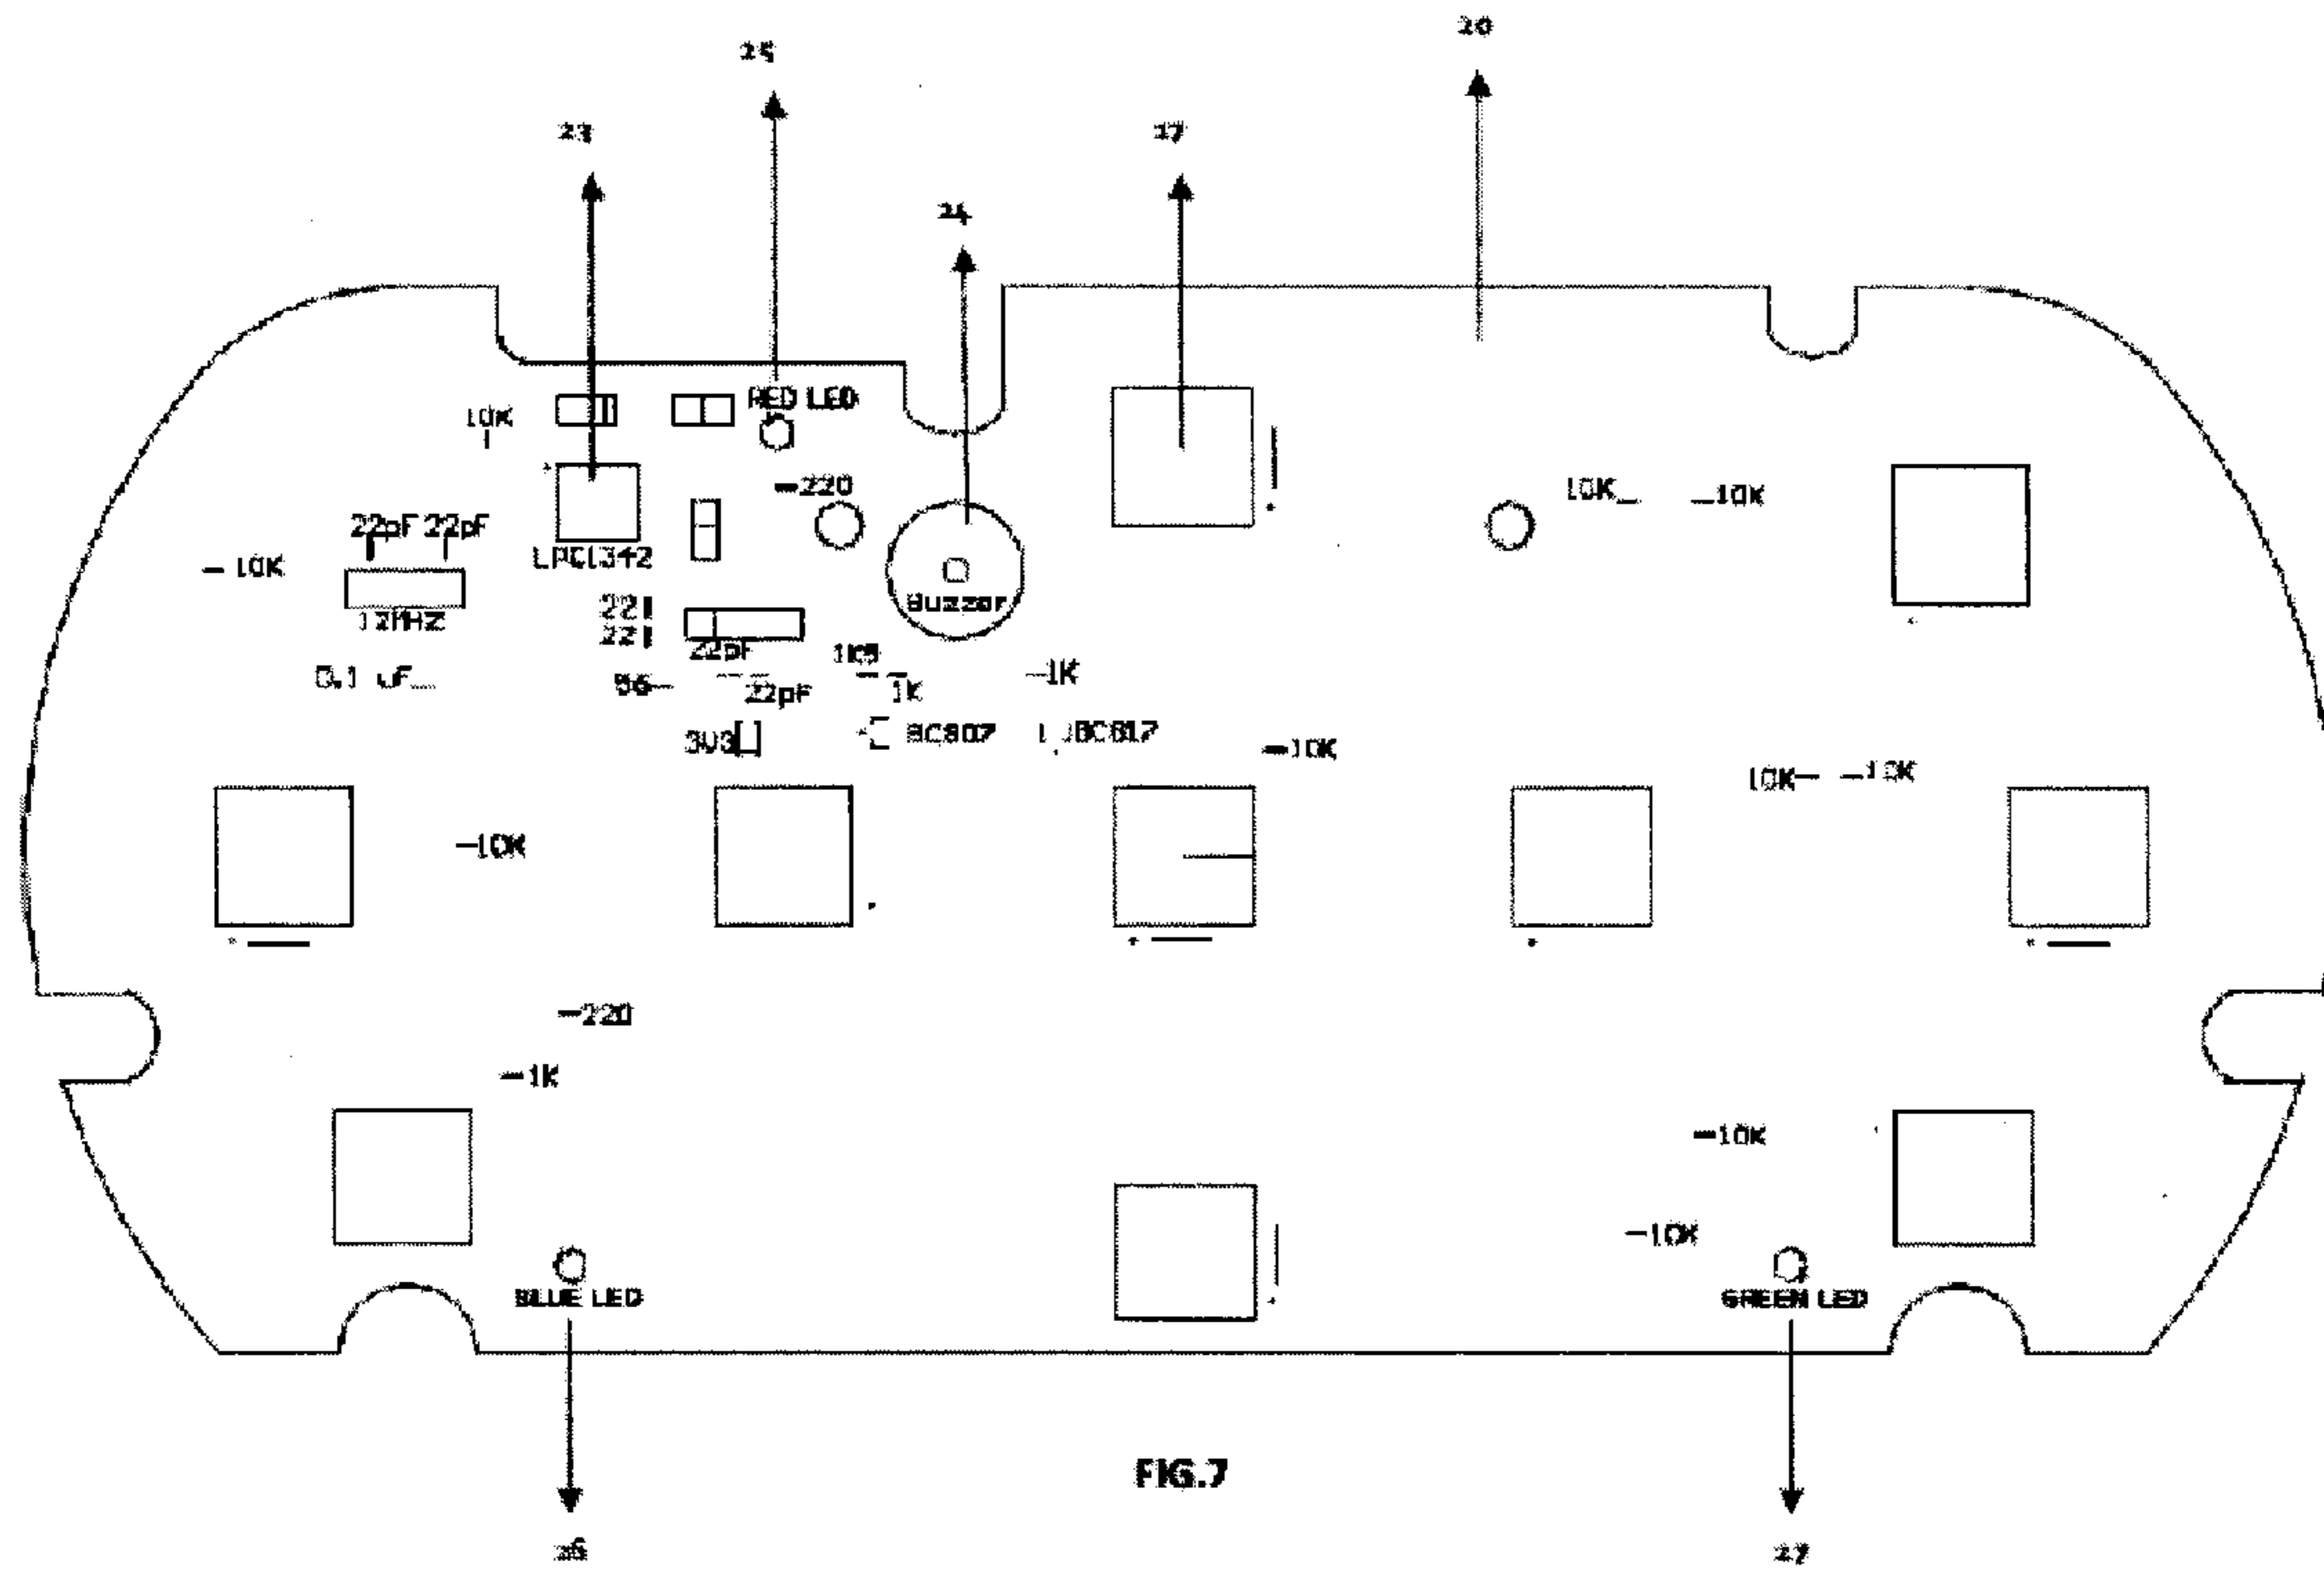 20
25
23
17
24
RED LED
10K
-220
10K
-10K
22pF 22pF
LPC1342
-10K
12MHZ
Buzzer
22
22
22pF
1K5
-1K
0.1 uF
56-
22pF
1K
3V3
BC807
BC817
-10K
10K-
-10K
-10K
-220
-1K
-10K
-10K
BLUE LED
GREEN LED
FIG.7
26
27